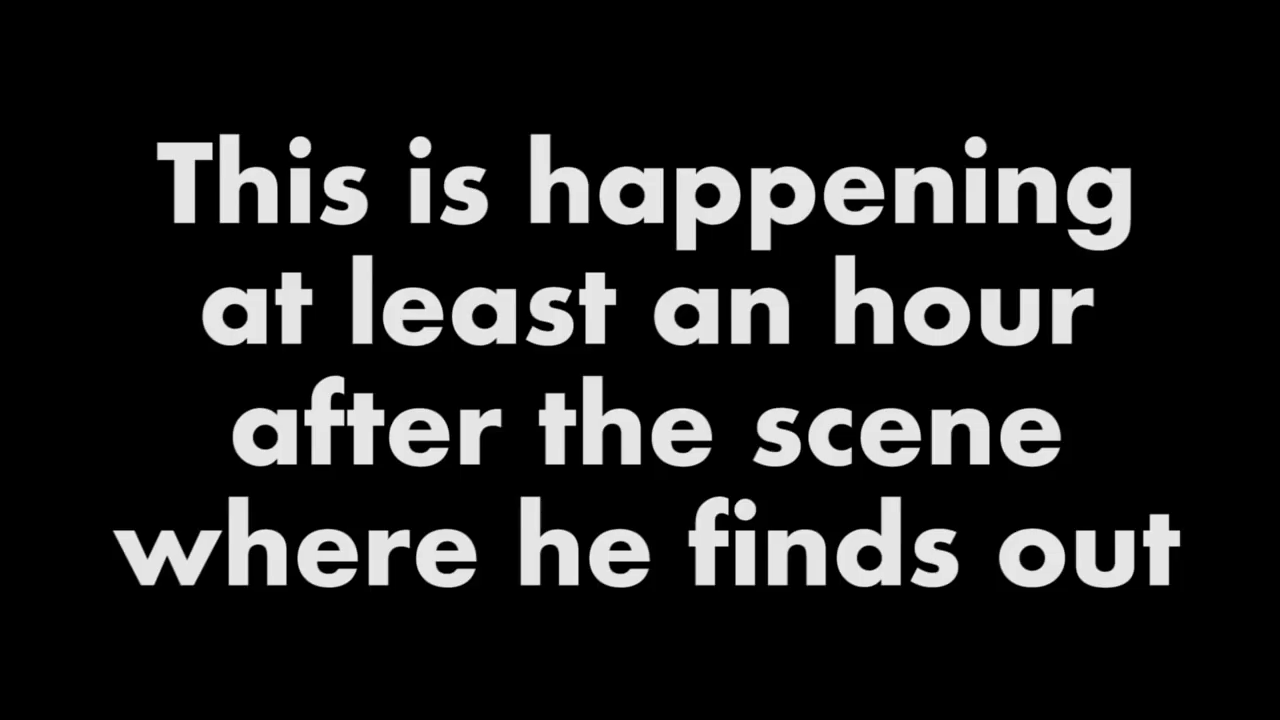 This is happening
at least an hour
after the scene
where he finds out